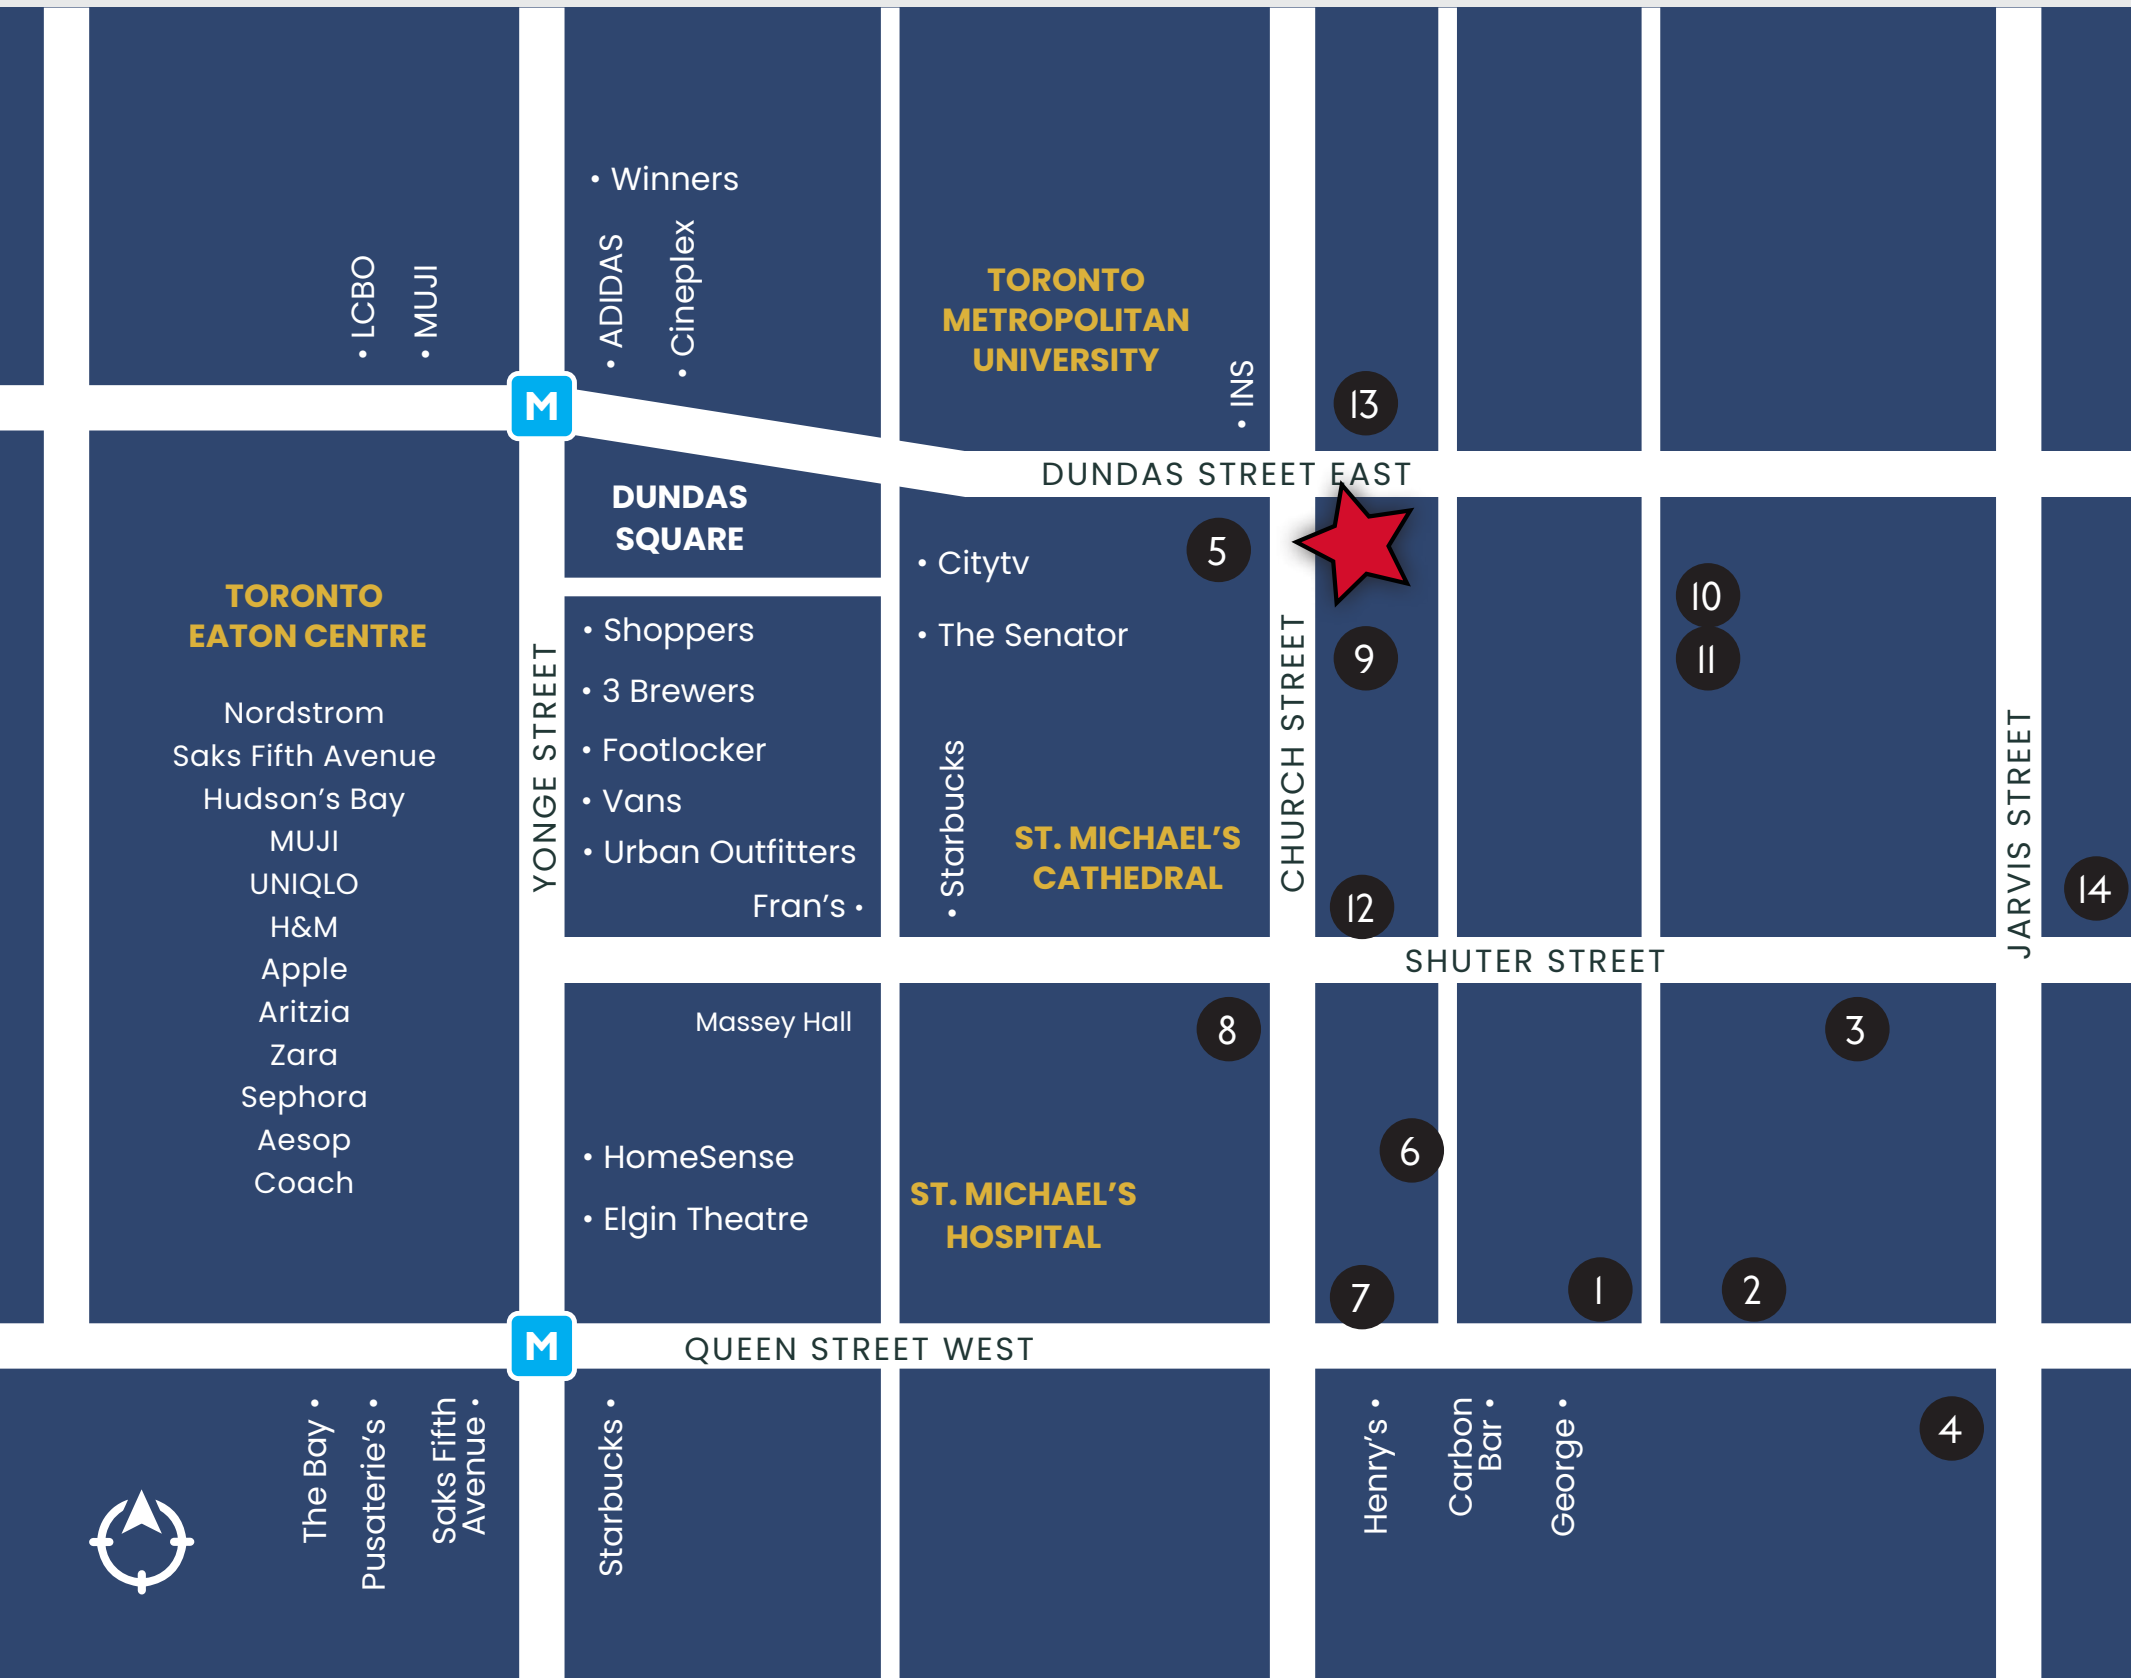 • Winners
• LCBO
• MUJI
• ADIDAS
• Cineplex
TORONTO
METROPOLITAN
UNIVERSITY
• INS
13
M
DUNDAS STREET EAST
DUNDAS
SQUARE
• Citytv
5
• The Senator
TORONTO
EATON CENTRE
Nordstrom
Saks Fifth Avenue
Hudson’s Bay
MUJI
UNIQLO
H&M
Apple
Aritzia
Zara
Sephora
Aesop
Coach
YONGE STREET
• Shoppers
• 3 Brewers
• Footlocker
• Vans
• Urban Outfitters
Fran’s •
• Starbucks
ST. MICHAEL’S
CATHEDRAL
CHURCH STREET
9
10
11
12
JARVIS STREET
14
SHUTER STREET
Massey Hall
8
3
• HomeSense
• Elgin Theatre
ST. MICHAEL’S
HOSPITAL
6
7
1
2
M
QUEEN STREET WEST
The Bay •
Pusaterie’s •
Saks Fifth
Avenue •
Starbucks •
Henry’s •
Carbon
Bar •
George •
4